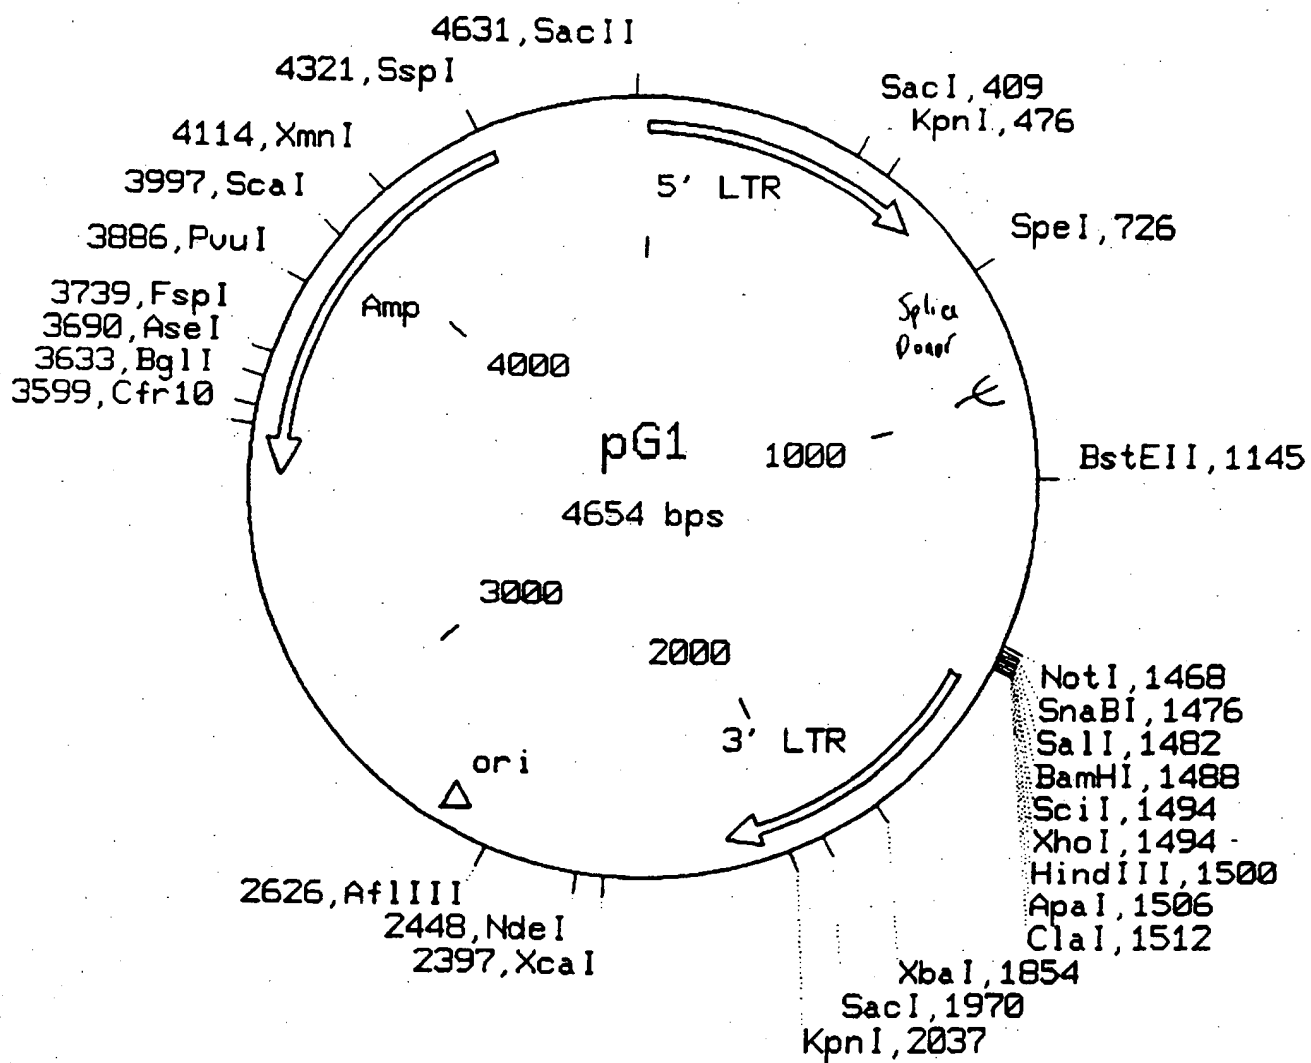 4631,SacII
4321,SspI
4114,XmnI
3997,ScaI
3886,PvuI
3739,FspI
3690,AseI
3633,BglI
3599,Cfr10
SacI,409
KpnI,476
SpeI,726
BstEII,1145
NotI,1468
SnaBI,1476
SalI,1482
BamHI,1488
SciI,1494
XhoI,1494
HindIII,1500
ApaI,1506
ClaI,1512
XbaI,1854
SacI,1970
KpnI,2037
2397,XcaI
2448,NdeI
2626,AflIII
5' LTR
Splice
Donor
Ψ
Amp
4000
pG1
1000
4654 bps
3000
2000
3' LTR
ori